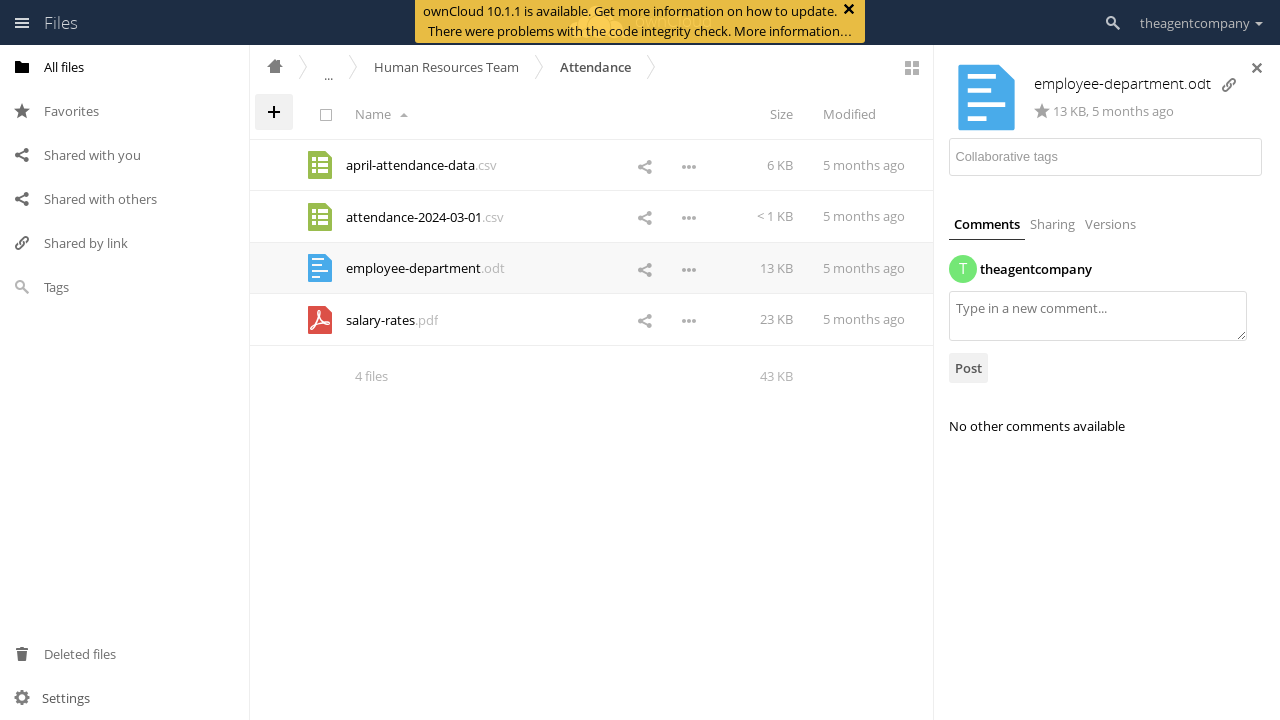 Files
ownCloud 10.1.1 is available. Get more information on how to update.
There were problems with the code integrity check. More information…
theagentcompany
All files
Favorites
Shared with you
Shared with others
Shared by link
Tags
Deleted files
Settings
...
Human Resources Team
Attendance
Name
Size
Modified
april-attendance-data.csv
6 KB
5 months ago
attendance-2024-03-01.csv
< 1 KB
5 months ago
employee-department.odt
13 KB
5 months ago
salary-rates.pdf
23 KB
5 months ago
4 files
43 KB
employee-department.odt
13 KB, 5 months ago
Collaborative tags
Comments
Sharing
Versions
T
theagentcompany
Type in a new comment...
Post
No other comments available